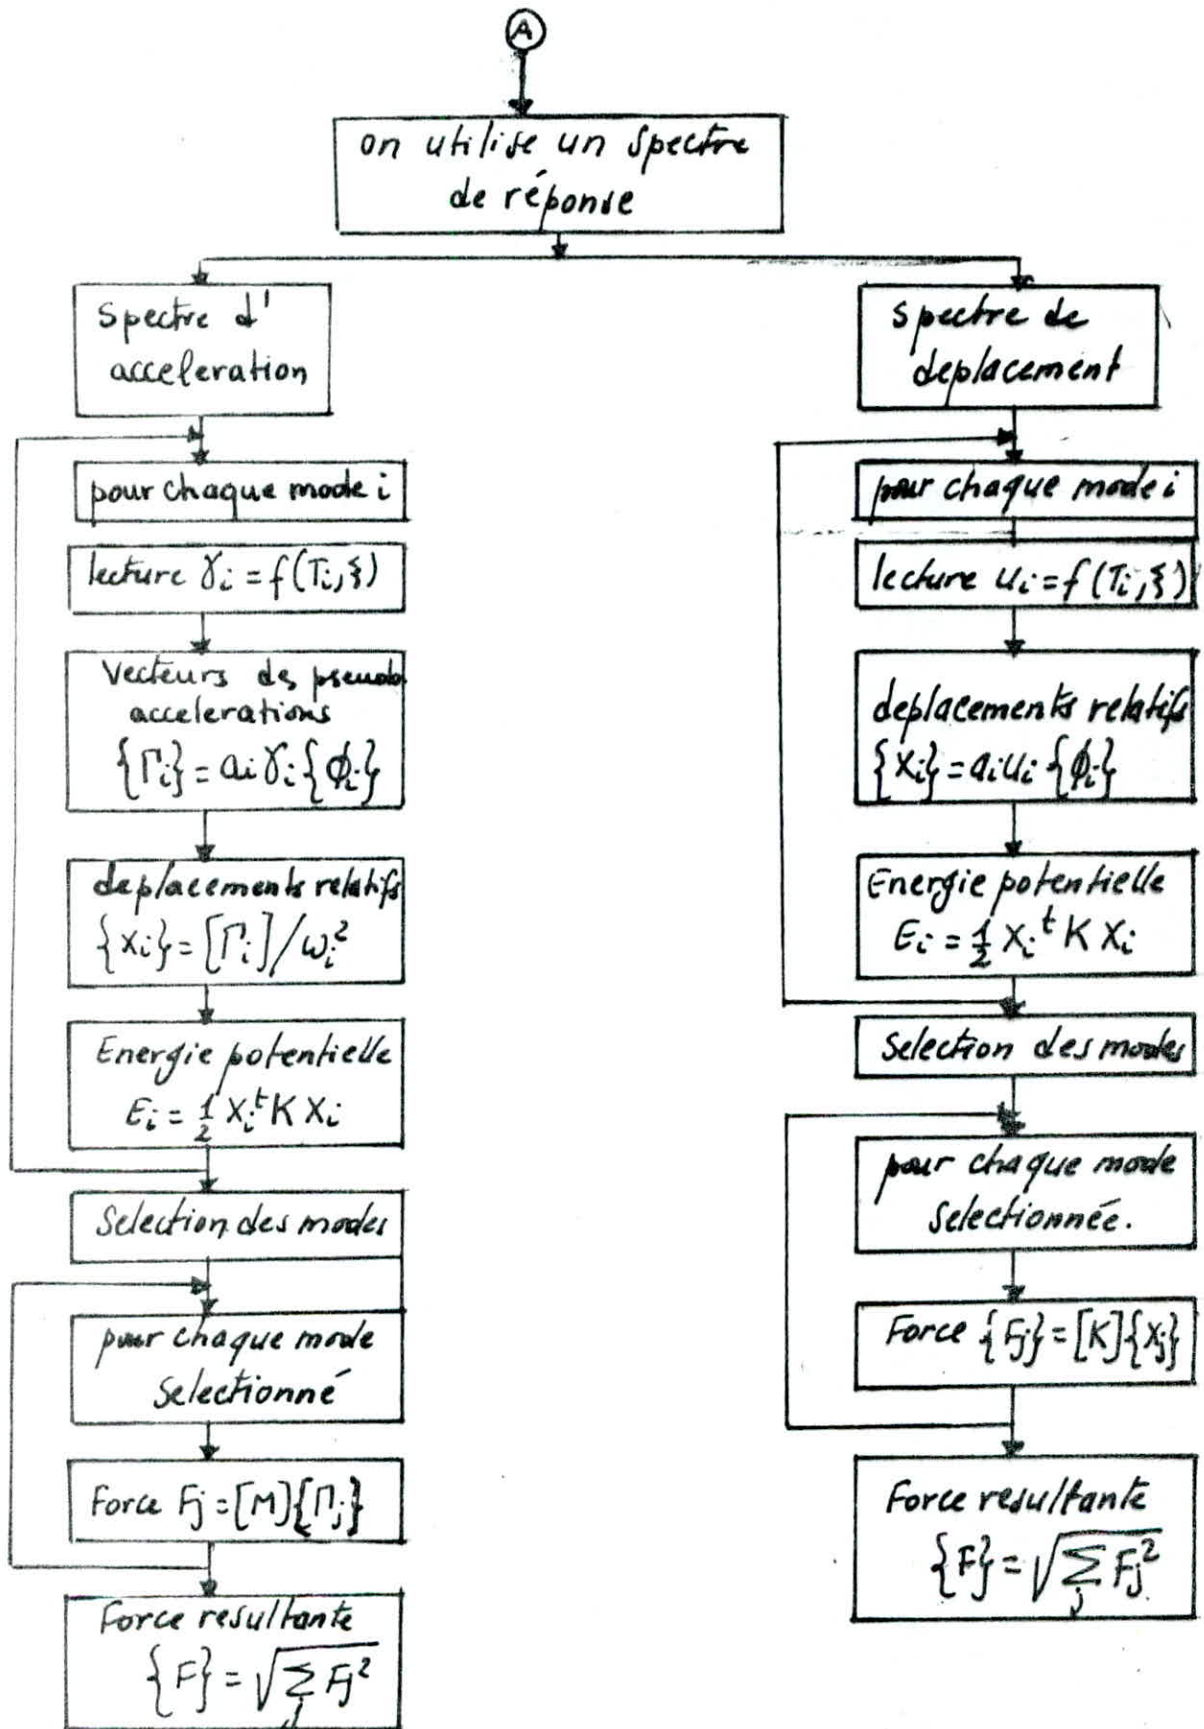 A
on utilise un spectre
de réponse
Spectre d'
acceleration
pour chaque mode i
lecture γi = f(Ti, ξ)
Vecteurs des pseudo
accelerations
{Γi} = ai γi {ϕi}
deplacements relatifs
{xi} = [Γi] / ωi²
Energie potentielle
Ei = 1/2 Xi^t K Xi
Selection des modes
pour chaque mode
selectionné
Force Fj = [M]{Γj}
Force resultante
{F} = √∑j Fj²
spectre de
deplacement
pour chaque mode i
lecture ui = f(Ti, ξ)
deplacements relatifs
{Xi} = ai ui {ϕi}
Energie potentielle
Ei = 1/2 Xi^t K Xi
Selection des modes
pour chaque mode
selectionnée.
Force {Fj} = [K]{Xj}
Force resultante
{F} = √∑j Fj²